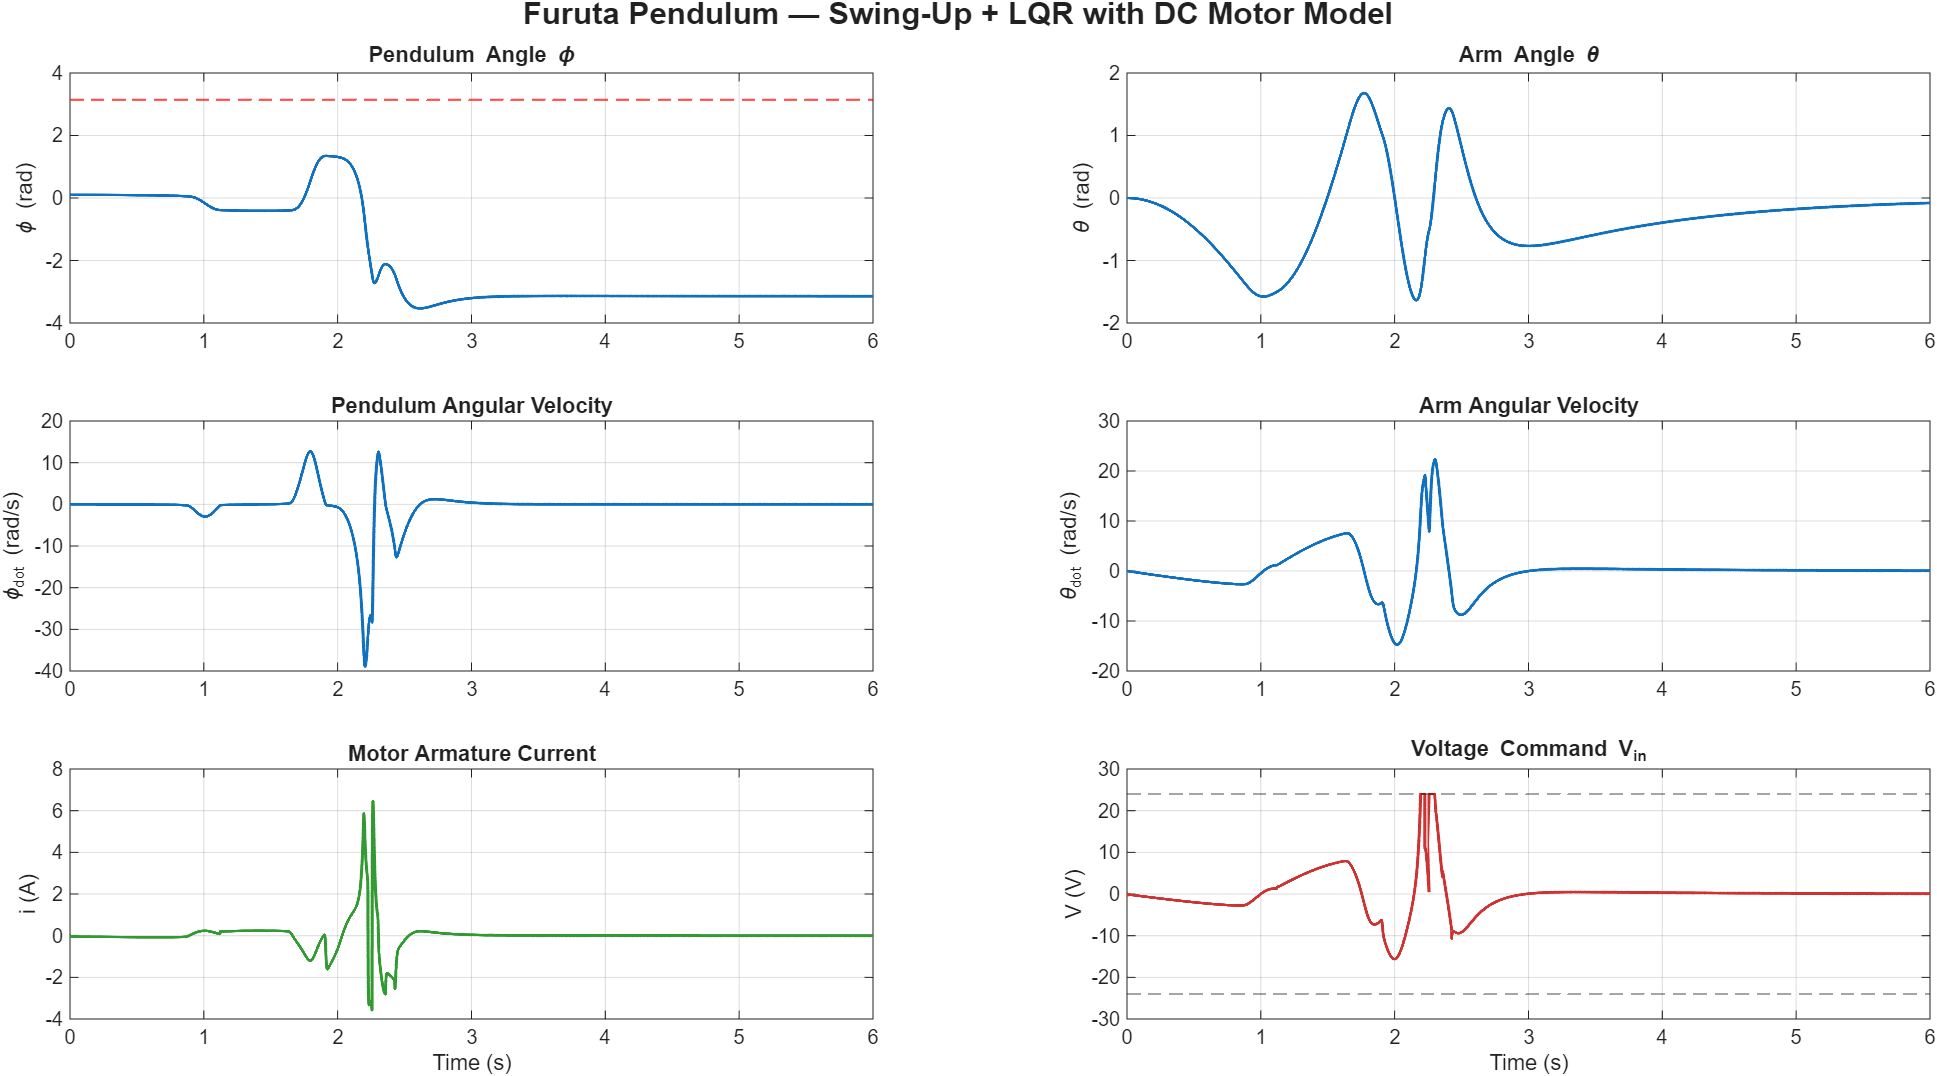 Furuta Pendulum — Swing-Up + LQR with DC Motor Model
Pendulum Angle ϕ
4
2
0
-2
-4
ϕ (rad)
0 1 2 3 4 5 6
Arm Angle θ
2
1
0
-1
-2
θ (rad)
0 1 2 3 4 5 6
Pendulum Angular Velocity
20
10
0
-10
-20
-30
-40
ϕdot (rad/s)
0 1 2 3 4 5 6
Arm Angular Velocity
30
20
10
0
-10
-20
θdot (rad/s)
0 1 2 3 4 5 6
Motor Armature Current
8
6
4
2
0
-2
-4
i (A)
0 1 2 3 4 5 6
Time (s)
Voltage Command Vin
30
20
10
0
-10
-20
-30
V (V)
0 1 2 3 4 5 6
Time (s)